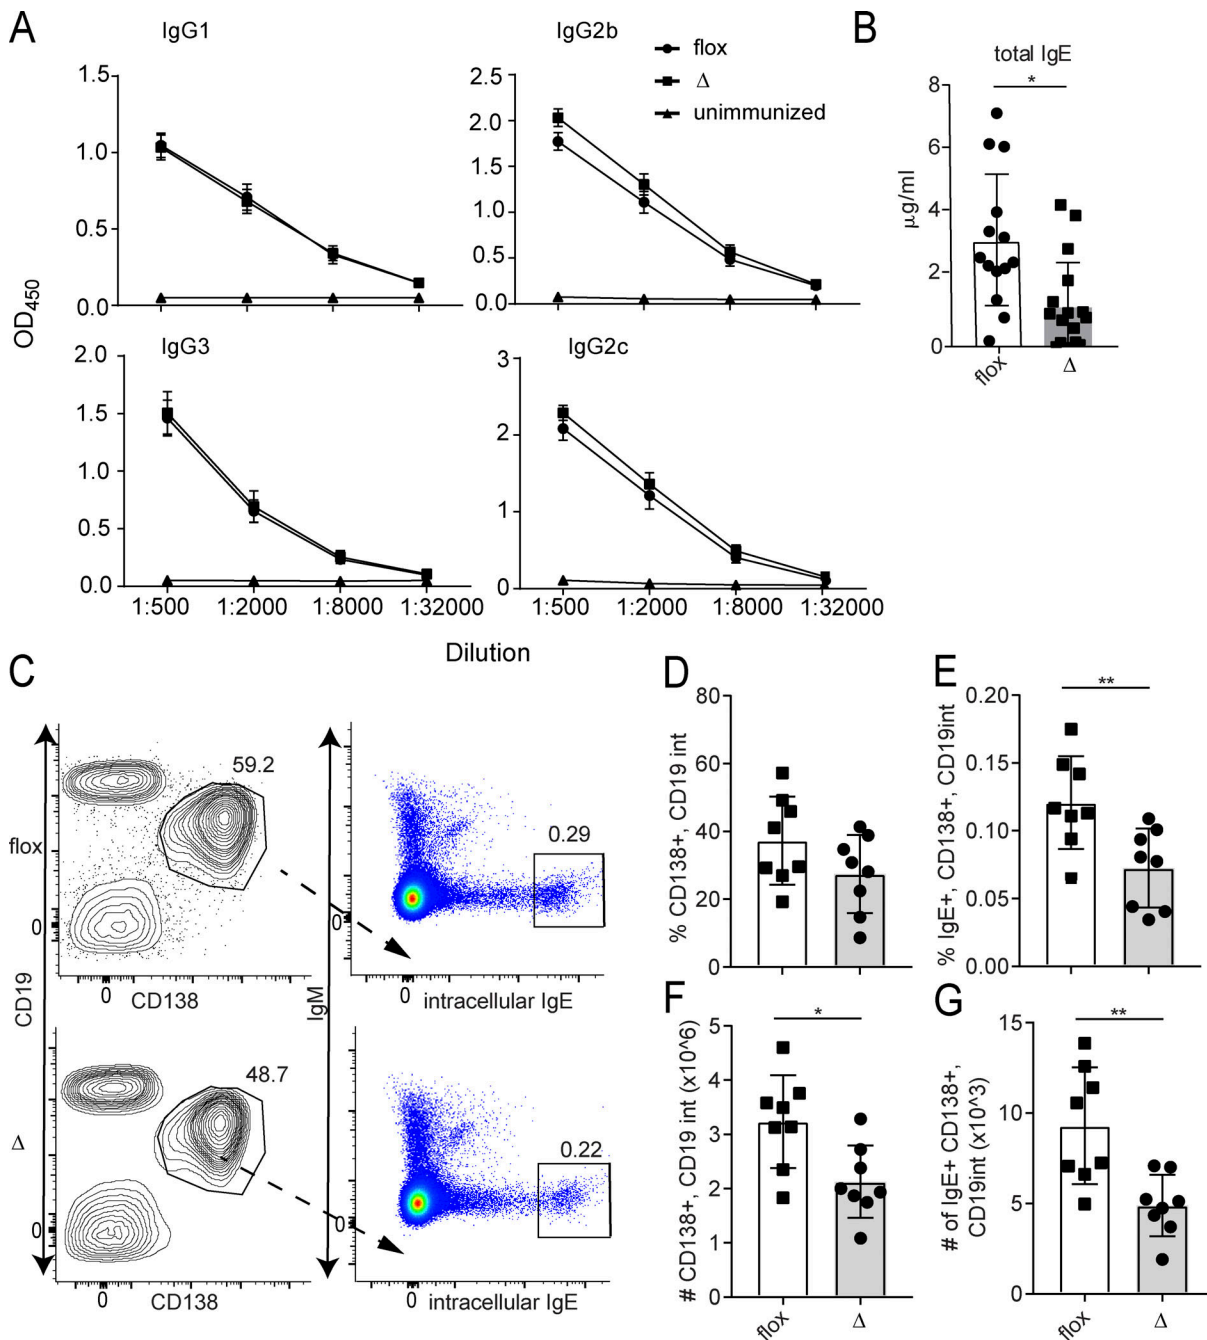 A
IgG1
IgG2b
flox
Δ
unimmunized
B
total IgE
*
1.5
1.0
0.5
0.0
2.5
2.0
1.5
1.0
0.5
0.0
8
6
4
2
0
µg/ml
flox
Δ
OD450
IgG3
IgG2c
2.0
1.5
1.0
0.5
0.0
3
2
1
0
1:500
1:2000
1:8000
1:32000
1:500
1:2000
1:8000
1:32000
Dilution
C
59.2
flox
0
0
CD138
CD19
0.29
0
0
intracellular IgE
IgM
48.7
Δ
0
0
CD138
0.22
0
0
intracellular IgE
D
80
60
40
20
0
% CD138+, CD19 int
E
**
0.20
0.15
0.10
0.05
0.00
% IgE+, CD138+, CD19int
F
*
5
4
3
2
1
0
# CD138+, CD19 int (x10^6)
flox
Δ
G
**
15
10
5
0
# of IgE+ CD138+,
CD19int (x10^3)
flox
Δ